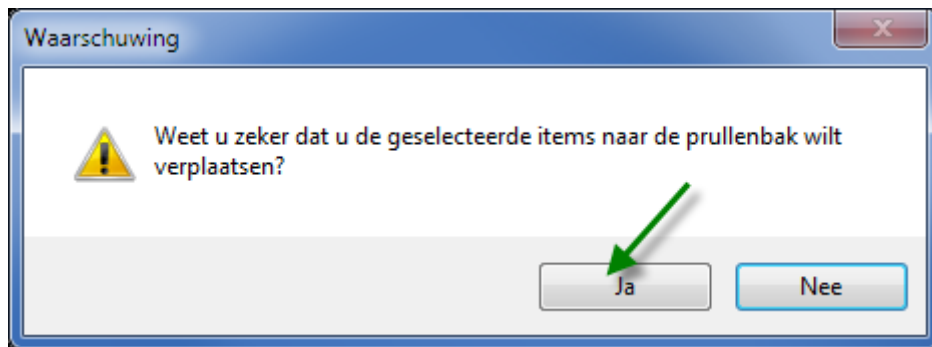 Waarschuwing
Weet u zeker dat u de geselecteerde items naar de prullenbak wilt
verplaatsen?
Ja
Nee